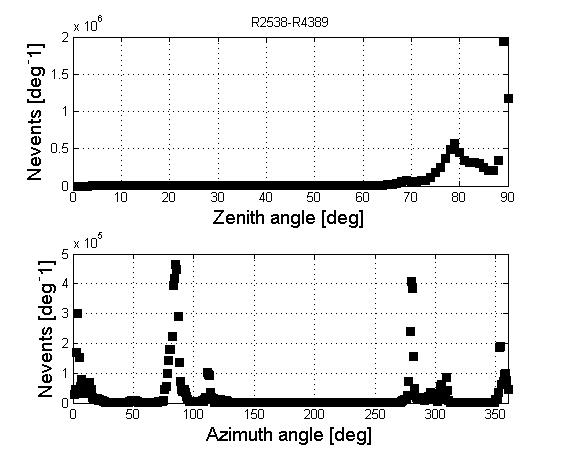 R2538-R4389
x 10^6
Nevents [deg^-1]
2
1.5
1
0.5
0
0 10 20 30 40 50 60 70 80 90
Zenith angle [deg]
x 10^5
Nevents [deg^-1]
5
4
3
2
1
0
0 50 100 150 200 250 300 350
Azimuth angle [deg]